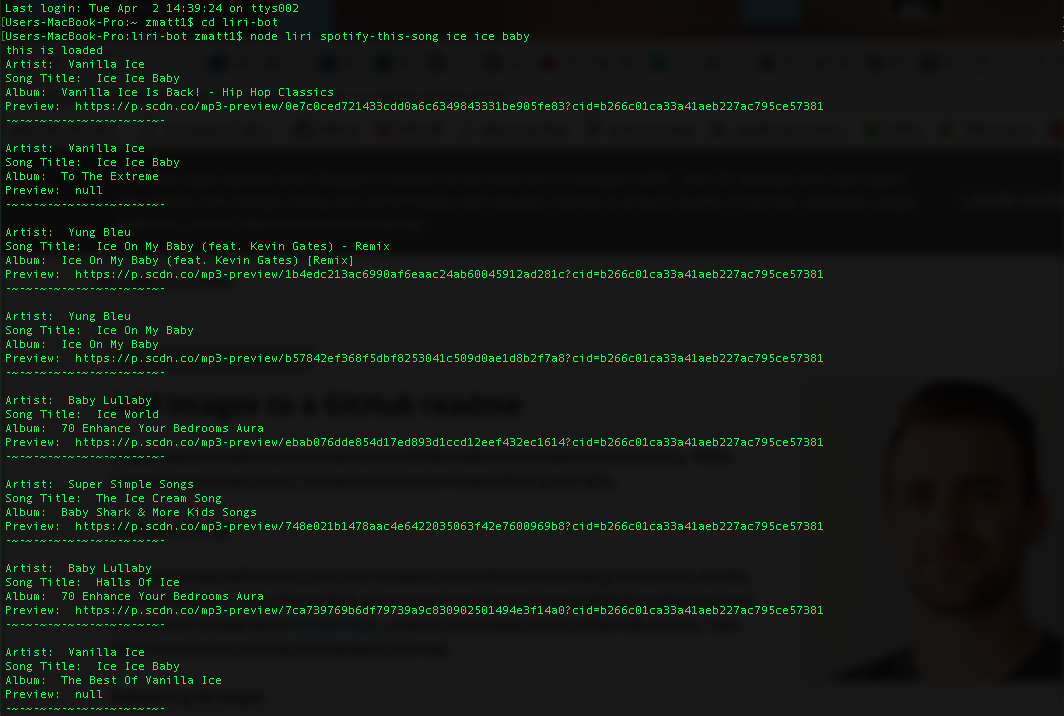 Last login: Tue Apr  2 14:39:24 on ttys002
[Users-MacBook-Pro:~ zmatt1$ cd liri-bot
[Users-MacBook-Pro:liri-bot zmatt1$ node liri spotify-this-song ice ice baby
this is loaded
Artist:  Vanilla Ice
Song Title:  Ice Ice Baby
Album:  Vanilla Ice Is Back! - Hip Hop Classics
Preview:  https://p.scdn.co/mp3-preview/0e7c0ced721433cdd0a6c6349843331be905fe83?cid=b266c01ca33a41aeb227ac795ce57381
-~-~-~-~-~-~-~-~-~-~-~-
Artist:  Vanilla Ice
Song Title:  Ice Ice Baby
Album:  To The Extreme
Preview:  null
-~-~-~-~-~-~-~-~-~-~-~-
Artist:  Yung Bleu
Song Title:  Ice On My Baby (feat. Kevin Gates) - Remix
Album:  Ice On My Baby (feat. Kevin Gates) [Remix]
Preview:  https://p.scdn.co/mp3-preview/1b4edc213ac6990af6eaac24ab60045912ad281c?cid=b266c01ca33a41aeb227ac795ce57381
-~-~-~-~-~-~-~-~-~-~-~-
Artist:  Yung Bleu
Song Title:  Ice On My Baby
Album:  Ice On My Baby
Preview:  https://p.scdn.co/mp3-preview/b57842ef368f5dbf8253041c509d0ae1d8b2f7a8?cid=b266c01ca33a41aeb227ac795ce57381
-~-~-~-~-~-~-~-~-~-~-~-
Artist:  Baby Lullaby
Song Title:  Ice World
Album:  70 Enhance Your Bedrooms Aura
Preview:  https://p.scdn.co/mp3-preview/ebab076dde854d17ed893d1ccd12eef432ec1614?cid=b266c01ca33a41aeb227ac795ce57381
-~-~-~-~-~-~-~-~-~-~-~-
Artist:  Super Simple Songs
Song Title:  The Ice Cream Song
Album:  Baby Shark & More Kids Songs
Preview:  https://p.scdn.co/mp3-preview/748e021b1478aac4e6422035063f42e7600969b8?cid=b266c01ca33a41aeb227ac795ce57381
-~-~-~-~-~-~-~-~-~-~-~-
Artist:  Baby Lullaby
Song Title:  Halls Of Ice
Album:  70 Enhance Your Bedrooms Aura
Preview:  https://p.scdn.co/mp3-preview/7ca739769b6df79739a9c830902501494e3f14a0?cid=b266c01ca33a41aeb227ac795ce57381
-~-~-~-~-~-~-~-~-~-~-~-
Artist:  Vanilla Ice
Song Title:  Ice Ice Baby
Album:  The Best Of Vanilla Ice
Preview:  null
-~-~-~-~-~-~-~-~-~-~-~-